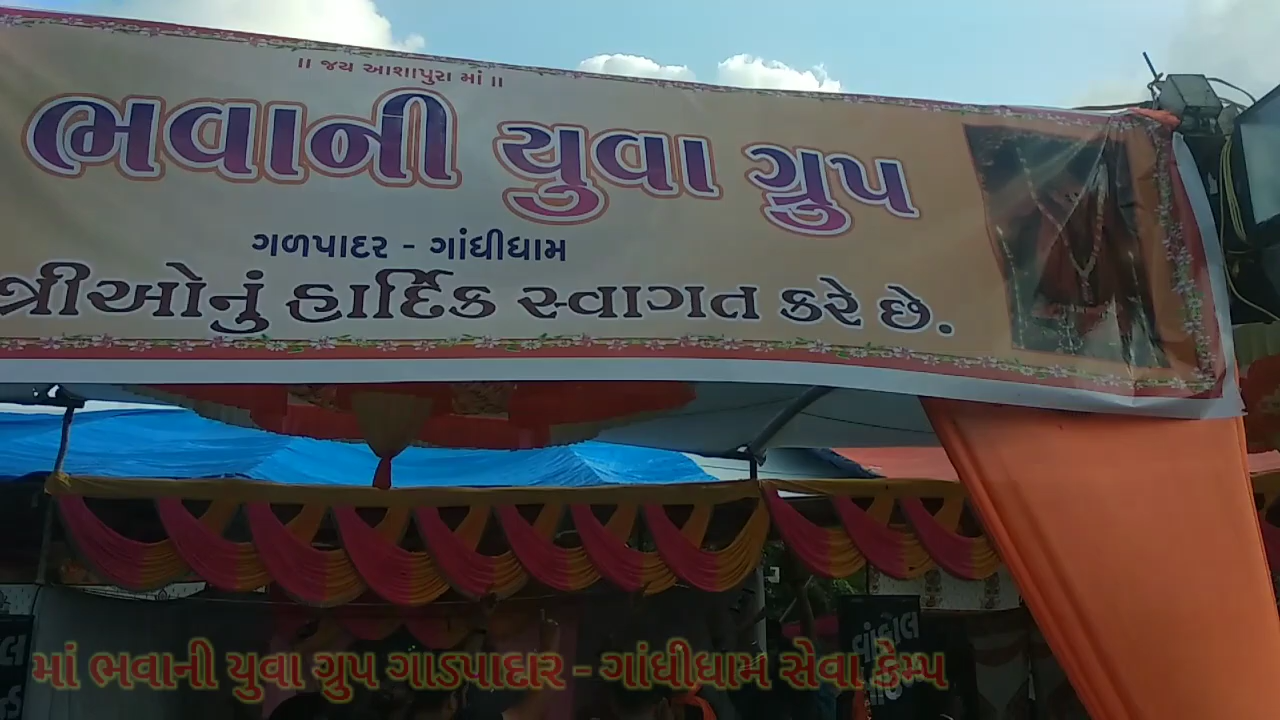 ॥ જય આશાપુરા માં ॥
ભવાની યુવા ગ્રુપ
ગળપાદર - ગાંધીધામ
ત્રીઓનું હાર્દિક સ્વાગત કરે છે.
માં ભવાની યુવા ગ્રુપ ગાડપાદાર - ગાંધીધામ સેવા કેમ્પ